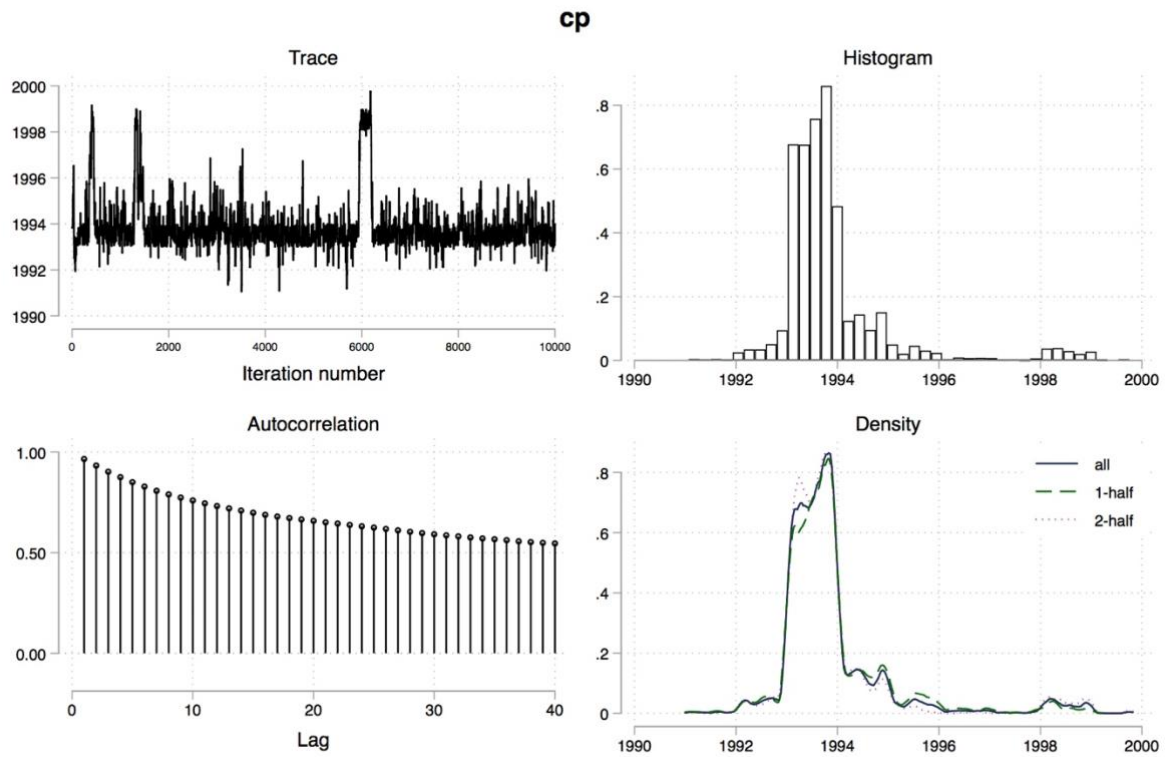 cp
Trace
2000
1998
1996
1994
1992
1990
0 2000 4000 6000 8000 10000
Iteration number
Histogram
.8
.6
.4
.2
0
1990 1992 1994 1996 1998 2000
Autocorrelation
1.00
0.50
0.00
0 10 20 30 40
Lag
Density
.8
.6
.4
.2
0
all
1-half
2-half
1990 1992 1994 1996 1998 2000